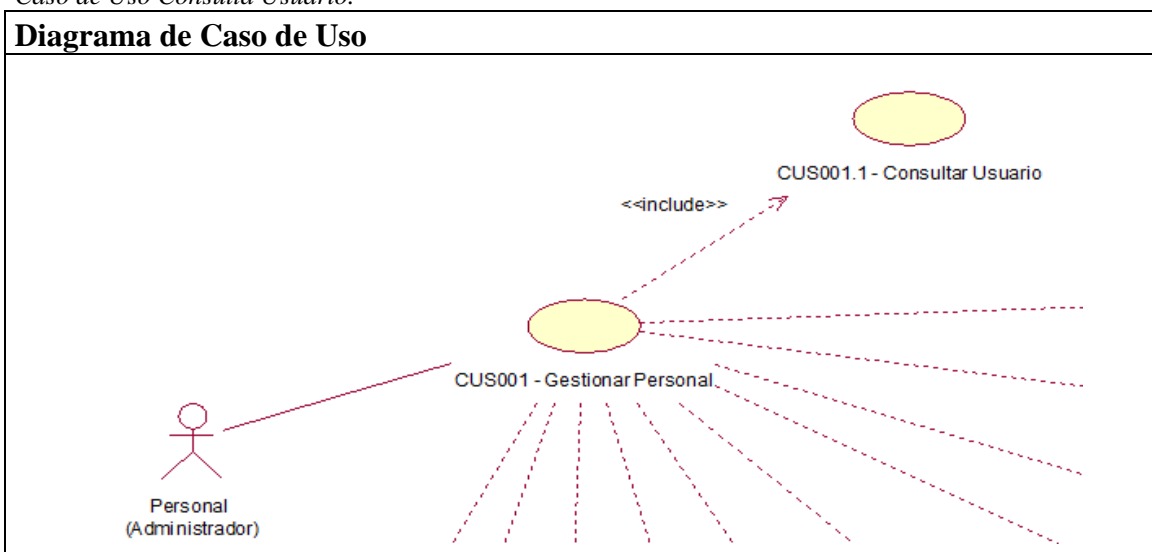 Caso de Uso Consulta Usuario.
Diagrama de Caso de Uso
CUS001.1 - Consultar Usuario
<<include>>
CUS001 - Gestionar Personal
Personal
(Administrador)